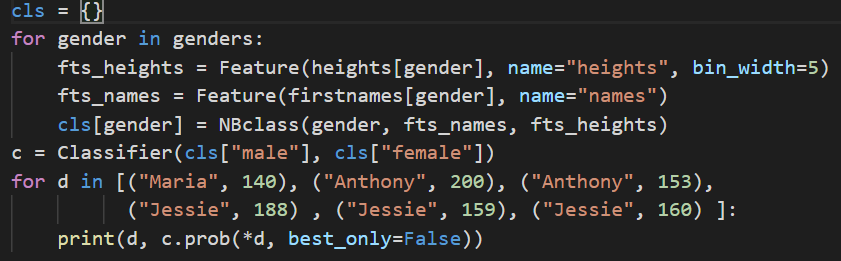 cls = {}
for gender in genders:
    fts_heights = Feature(heights[gender], name="heights", bin_width=5)
    fts_names = Feature(firstnames[gender], name="names")
    cls[gender] = NBclass(gender, fts_names, fts_heights)
c = Classifier(cls["male"], cls["female"])
for d in [("Maria", 140), ("Anthony", 200), ("Anthony", 153),
          ("Jessie", 188) , ("Jessie", 159), ("Jessie", 160) ]:
    print(d, c.prob(*d, best_only=False))